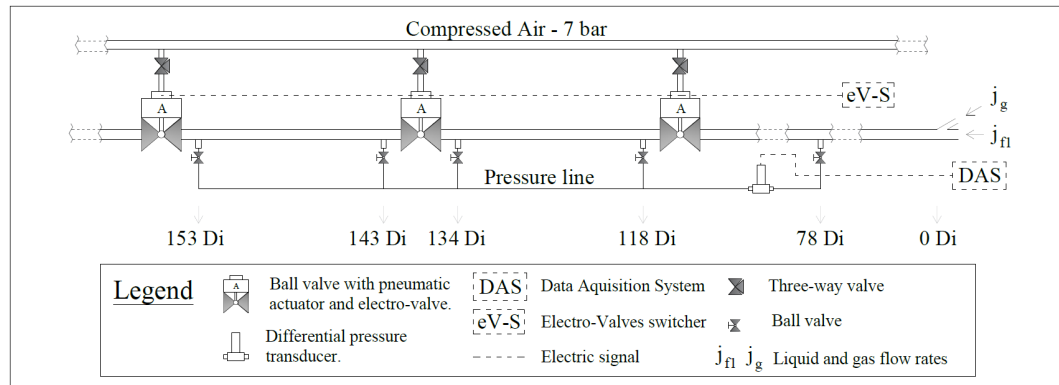 Compressed Air - 7 bar
A
A
A
eV-S
jg
jfl
Pressure line
DAS
153 Di
143 Di
134 Di
118 Di
78 Di
0 Di
Legend
A
Ball valve with pneumatic
actuator and electro-valve.
Differential pressure
transducer.
DAS
Data Aquisition System
eV-S
Electro-Valves switcher
Electric signal
Three-way valve
Ball valve
jfl jg
Liquid and gas flow rates